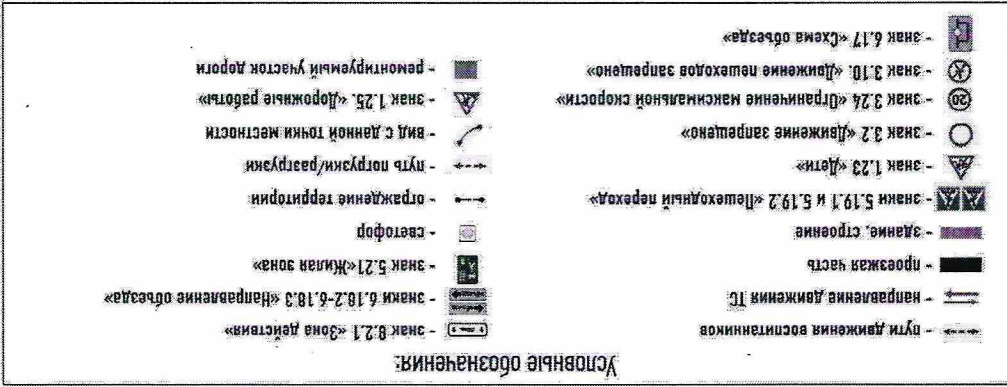 Условные обозначения:
- пути движения воспитанников
- направление движения ТС
- проезжая часть
- здание, строение
- знаки 5.19.1 и 5.19.2 «Пешеходный переход»
- знак 1.23 «Дети»
- знак 3.2 «Движение запрещено»
20 - знак 3.24 «Ограничение максимальной скорости»
- знак 3.10. «Движение пешеходов запрещено»
- знак 6.17 «Схема объезда»
- знак 8.2.1 «Зона действия»
- знаки 6.18.2-6.18.3 «Направление объезда»
- знак 5.21«Жилая зона»
- светофор
- ограждение территории
- путь погрузки/разгрузки
- вид с данной точки местности
- знак 1.25. «Дорожные работы»
- ремонтируемый участок дороги